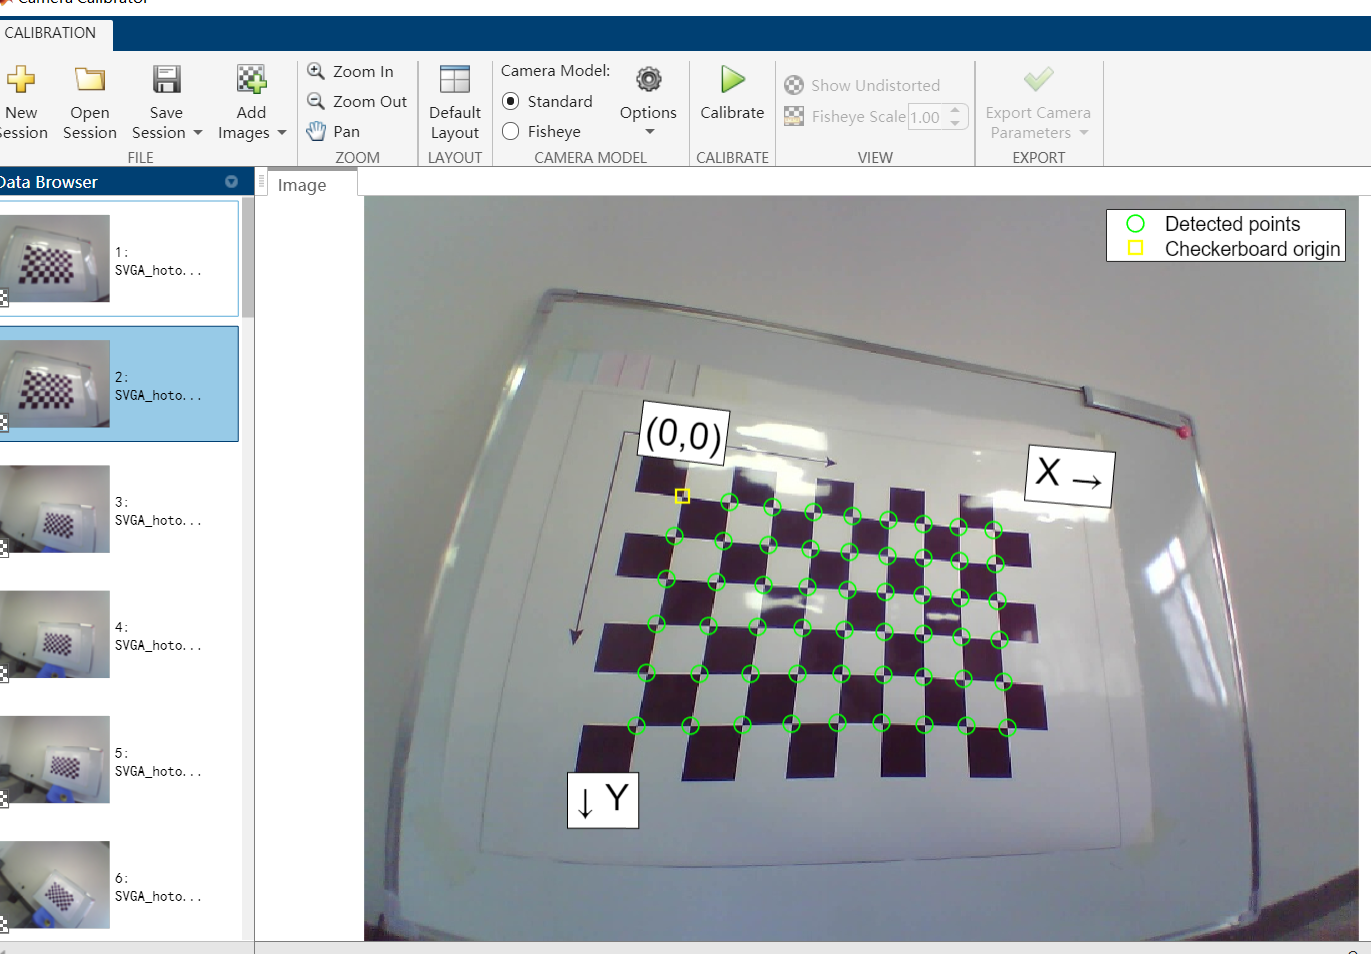 Camera Calibrator
CALIBRATION
New
Session
Open
Session
Save
Session
Add
Images
FILE
Zoom In
Zoom Out
Pan
ZOOM
Default
Layout
LAYOUT
Camera Model:
Standard
Fisheye
Options
CAMERA MODEL
Calibrate
CALIBRATE
Show Undistorted
Fisheye Scale 1.00
VIEW
Export Camera
Parameters
EXPORT
Data Browser
Image
1:
SVGA_hoto...
2:
SVGA_hoto...
3:
SVGA_hoto...
4:
SVGA_hoto...
5:
SVGA_hoto...
6:
SVGA_hoto...
Detected points
Checkerboard origin
(0,0)
X →
↓ Y